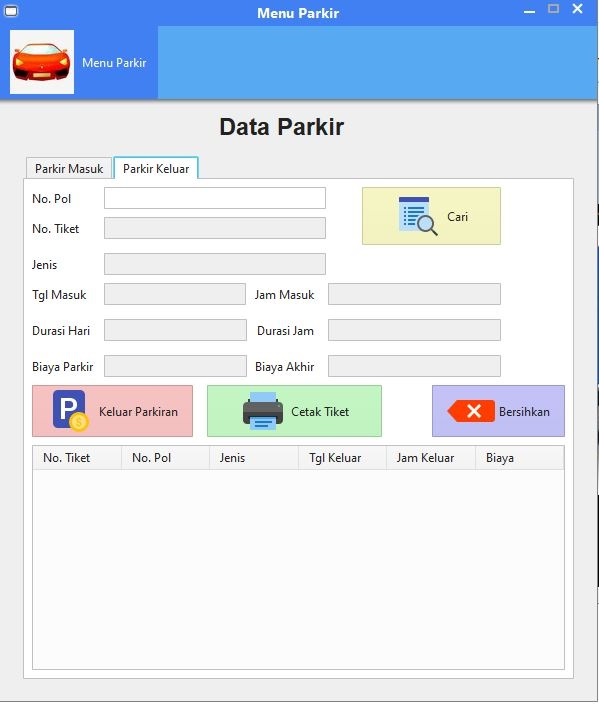 Menu Parkir
Menu Parkir
Data Parkir
Parkir Masuk Parkir Keluar
No. Pol
Cari
No. Tiket
Jenis
Tgl Masuk Jam Masuk
Durasi Hari Durasi Jam
Biaya Parkir Biaya Akhir
P $ Keluar Parkiran Cetak Tiket Bersihkan
No. Tiket No. Pol Jenis Tgl Keluar Jam Keluar Biaya